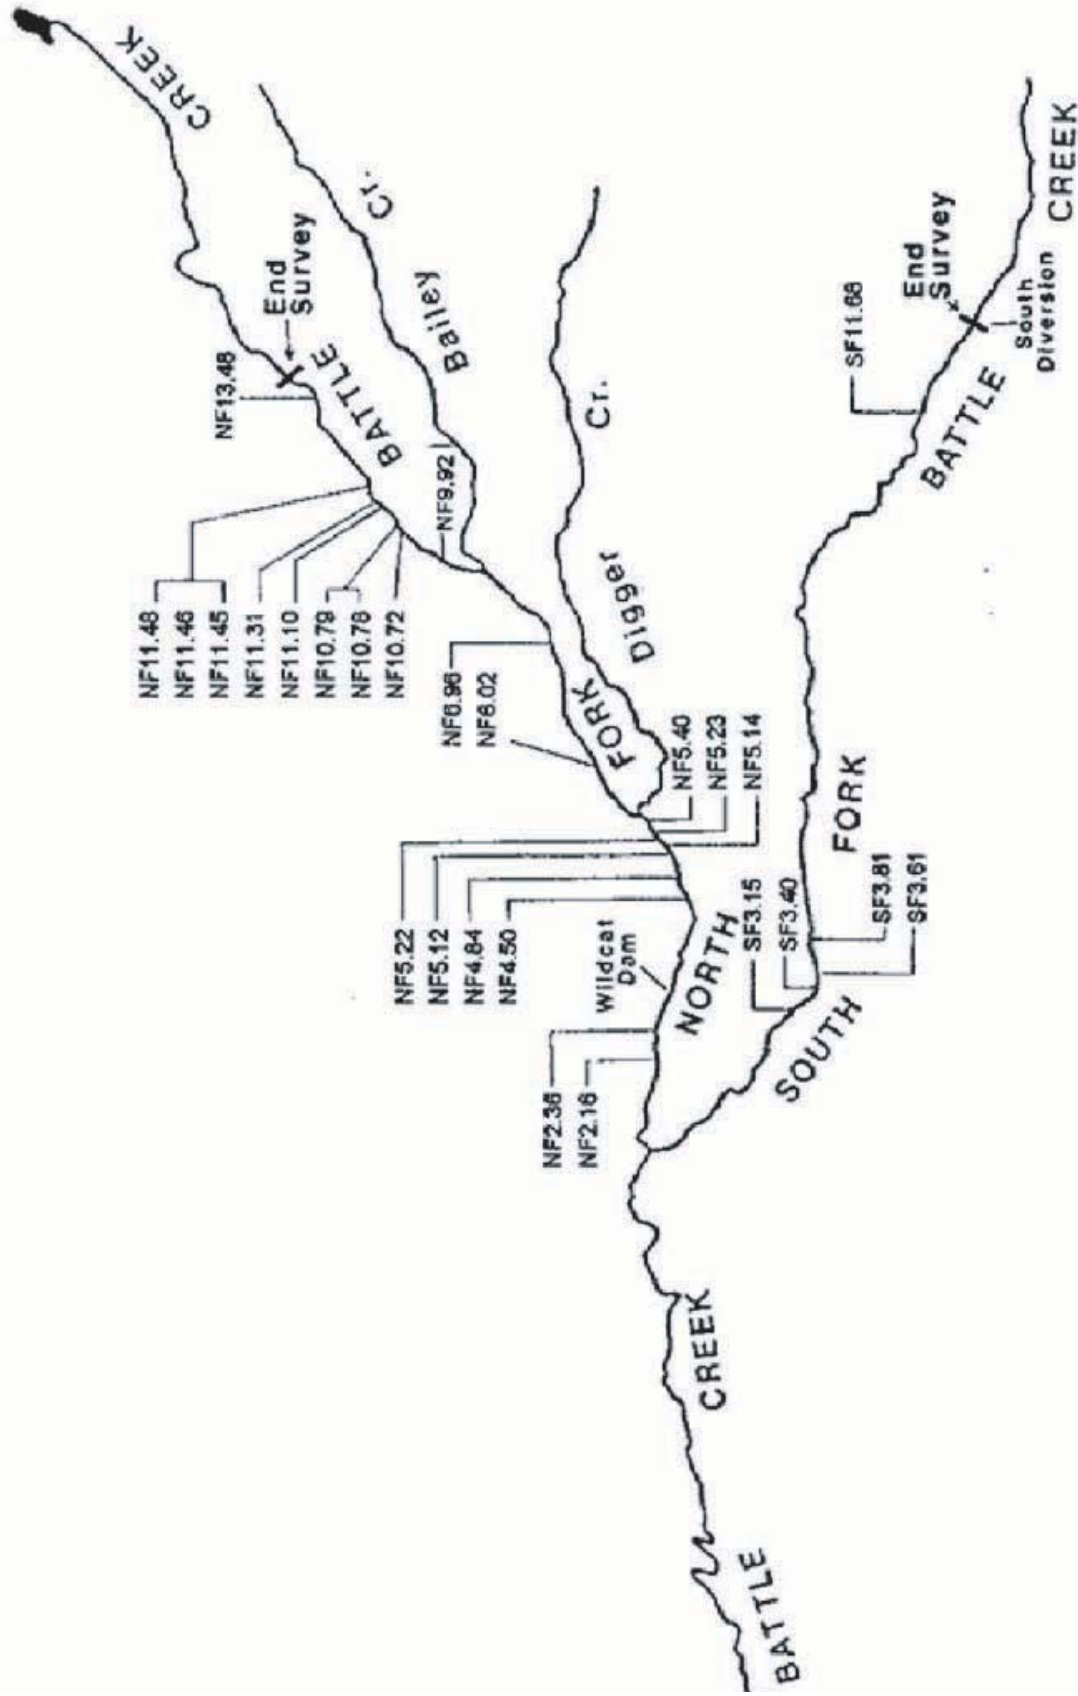 CREEK
Cr.
Bailey
End
Survey
BATTLE
NF13.48
NF9.92
NF11.48
NF11.46
NF11.45
NF11.31
NF11.10
NF10.79
NF10.78
NF10.72
Cr.
Digger
NF6.96
NF6.02
FORK
NF5.40
NF5.23
NF5.14
NF5.22
NF5.12
NF4.84
NF4.50
Wildcat
Dam
NORTH
NF2.36
NF2.16
End
Survey
South
Diversion
CREEK
SF11.68
BATTLE
FORK
SF3.15
SF3.40
SF3.81
SF3.61
SOUTH
CREEK
BATTLE